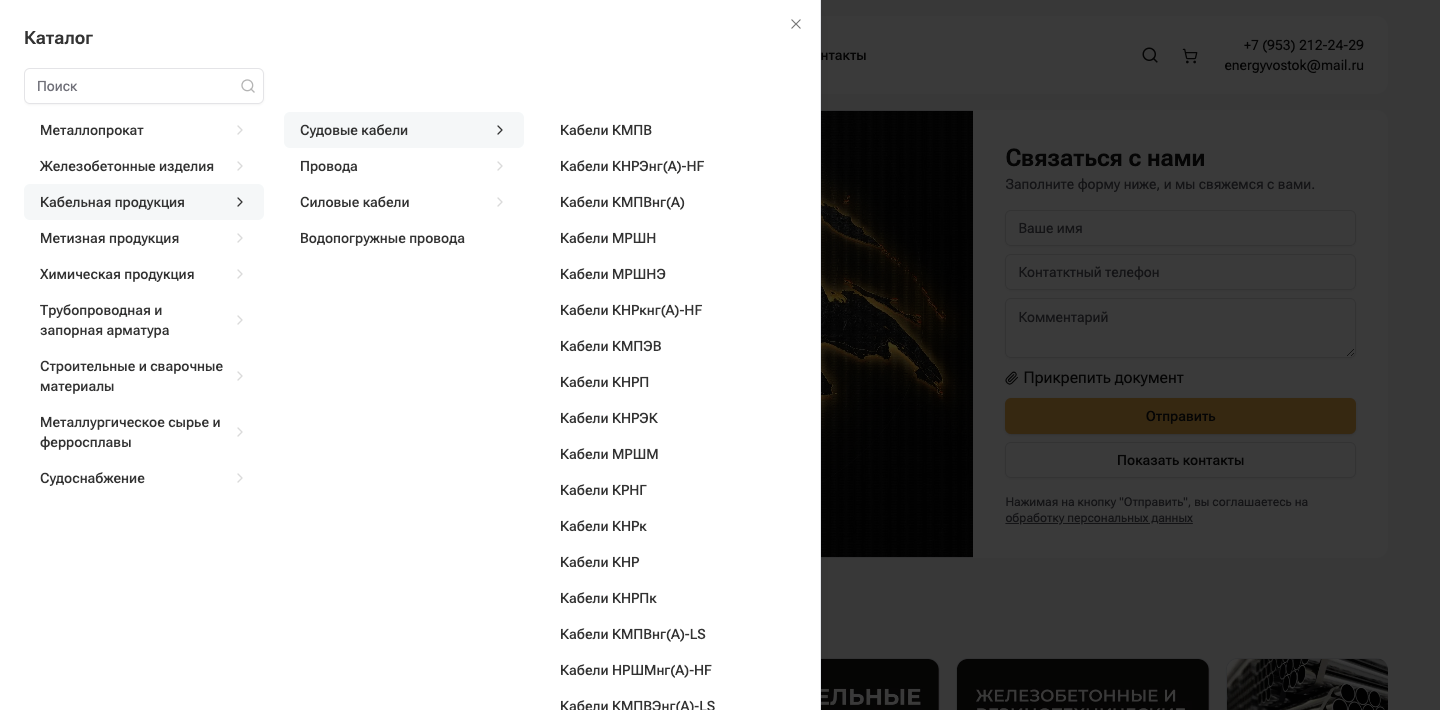 Каталог
Поиск
Металлопрокат
Железобетонные изделия
Кабельная продукция
Метизная продукция
Химическая продукция
Трубопроводная и
запорная арматура
Строительные и сварочные
материалы
Металлургическое сырье и
ферросплавы
Судоснабжение
Судовые кабели
Провода
Силовые кабели
Водопогружные провода
Кабели КМПВ
Кабели КНРЭнг(А)-HF
Кабели КМПВнг(А)
Кабели МРШН
Кабели МРШНЭ
Кабели КНРкнг(А)-HF
Кабели КМПЭВ
Кабели КНРП
Кабели КНРЭК
Кабели МРШМ
Кабели КРНГ
Кабели КНРк
Кабели КНР
Кабели КНРПк
Кабели КМПВнг(А)-LS
Кабели НРШМнг(А)-HF
Кабели КМПВЭнг(А)-LS
нтакты
+7 (953) 212-24-29
energyvostok@mail.ru
Связаться с нами
Заполните форму ниже, и мы свяжемся с вами.
Ваше имя
Контатктный телефон
Комментарий
Прикрепить документ
Отправить
Показать контакты
Нажимая на кнопку "Отправить", вы соглашаетесь на
обработку персональных данных
ЕЛЬНЫЕ
ЖЕЛЕЗОБЕТОННЫЕ И